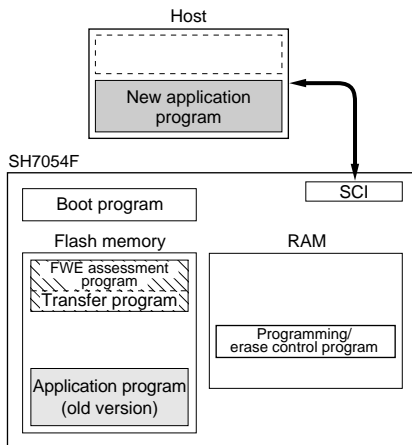 Host
New application
program
SH7054F
SCI
Boot program
Flash memory
RAM
FWE assessment
program
Transfer program
Programming/
erase control program
Application program
(old version)